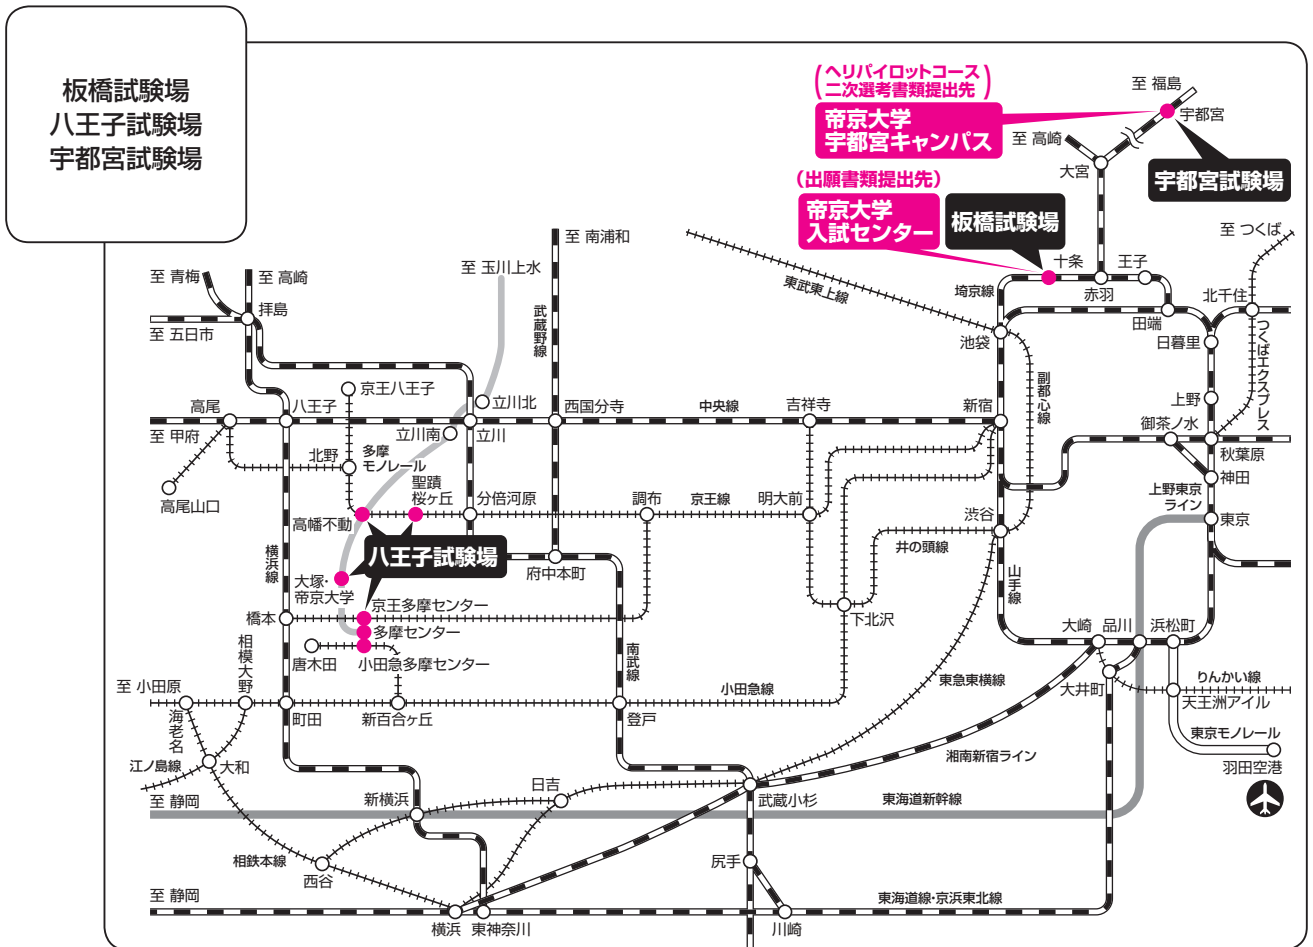 板橋試験場
八王子試験場
宇都宮試験場
(ヘリパイロットコース
二次選考書類提出先)
帝京大学
宇都宮キャンパス
(出願書類提出先)
帝京大学
入試センター
板橋試験場
宇都宮試験場
至 福島
宇都宮
至 高崎
大宮
至 つくば
十条
王子
赤羽
埼京線
北千住
田端
日暮里
池袋
東武東上線
つくばエクスプレス
副都心線
上野
御茶ノ水
秋葉原
神田
上野東京
ライン
東京
至 南浦和
至 玉川上水
武蔵野線
至 青梅
至 高崎
拝島
至 五日市
京王八王子
立川北
高尾
八王子
立川南
立川
西国分寺
中央線
吉祥寺
新宿
至 甲府
北野
多摩
モノレール
高尾山口
聖蹟
桜ヶ丘
分倍河原
調布
京王線
明大前
高幡不動
渋谷
井の頭線
八王子試験場
府中本町
横浜線
大塚・
帝京大学
山手線
橋本
京王多摩センター
多摩センター
小田急多摩センター
唐木田
下北沢
大崎
品川
浜松町
相模大野
南武線
東急東横線
大井町
りんかい線
天王洲アイル
至 小田原
海老名
町田
新百合ヶ丘
登戸
小田急線
東京モノレール
羽田空港
江ノ島線
大和
湘南新宿ライン
至 静岡
新横浜
日吉
武蔵小杉
東海道新幹線
相鉄本線
西谷
尻手
至 静岡
横浜
東神奈川
川崎
東海道線・京浜東北線